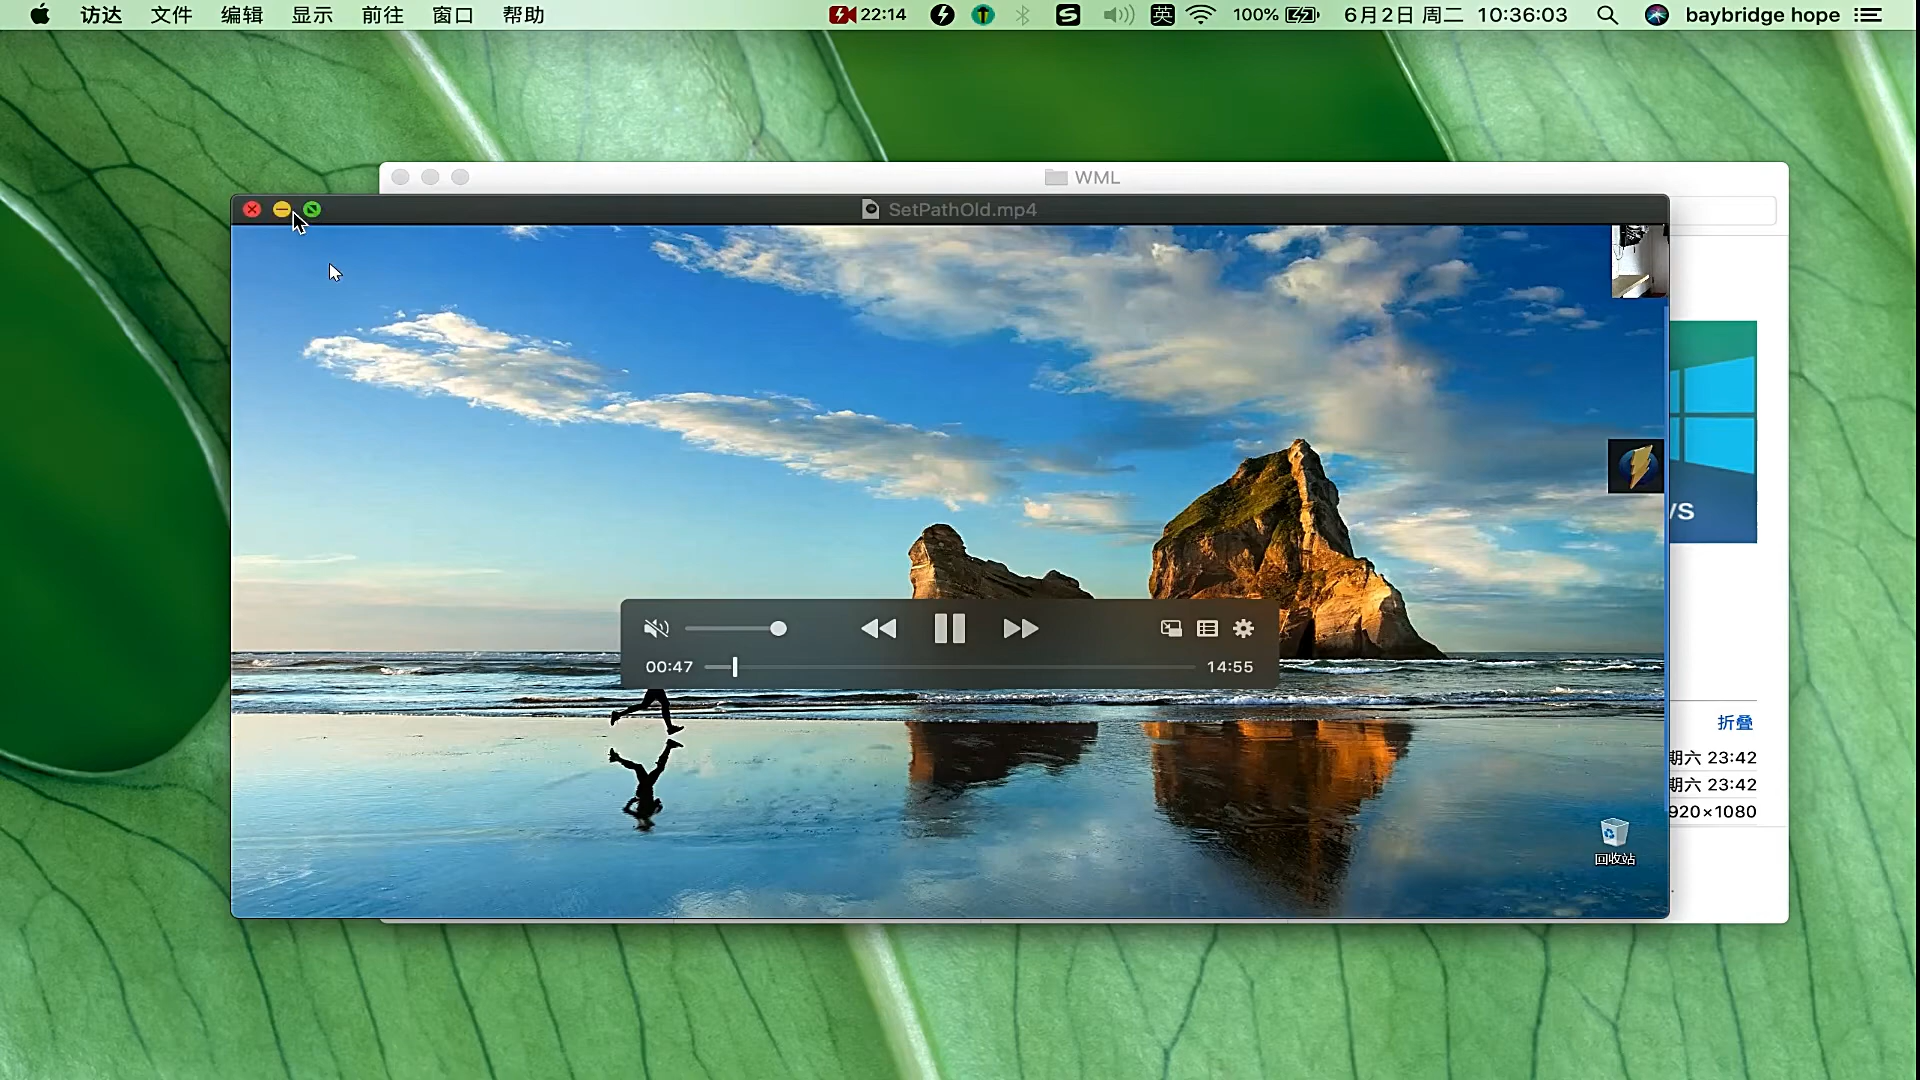 访达 文件 编辑 显示 前往 窗口 帮助 22:14 英 100% 6月2日 周二 10:36:03 baybridge hope
WML
SetPathOld.mp4
vs
00:47 14:55
折叠
期六 23:42
期六 23:42
920×1080
回收站